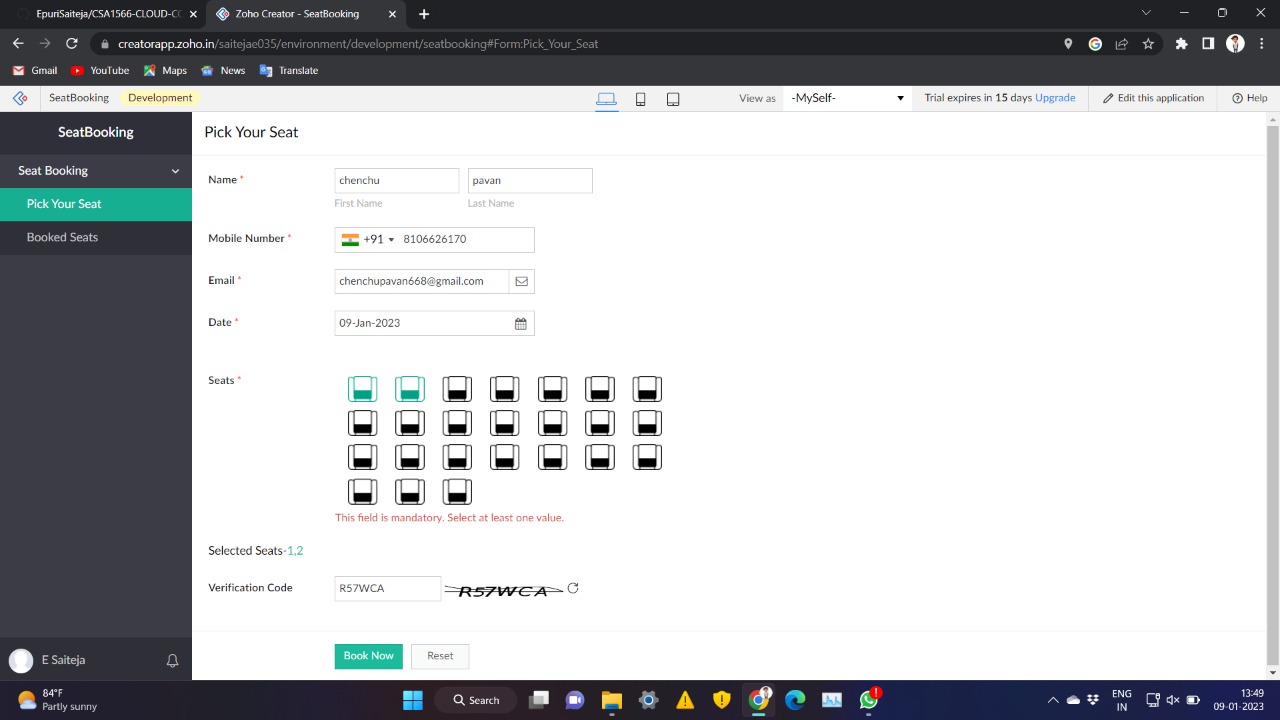 EpuriSaiteja/CSA1566-CLOUD-CO
Zoho Creator - SeatBooking
creatorapp.zoho.in/saitejae035/environment/development/seatbooking#Form:Pick_Your_Seat
Gmail YouTube Maps News Translate
SeatBooking Development View as -MySelf- Trial expires in 15 days Upgrade Edit this application Help
SeatBooking
Pick Your Seat
Seat Booking
Pick Your Seat
Booked Seats
Name * chenchu pavan
First Name Last Name
Mobile Number * +91 8106626170
Email * chenchupavan668@gmail.com
Date * 09-Jan-2023
Seats *
This field is mandatory. Select at least one value.
Selected Seats-1,2
Verification Code R57WCA R57WCA
Book Now Reset
E Saiteja
84°F
Partly sunny
Search
ENG
IN
13:49
09-01-2023